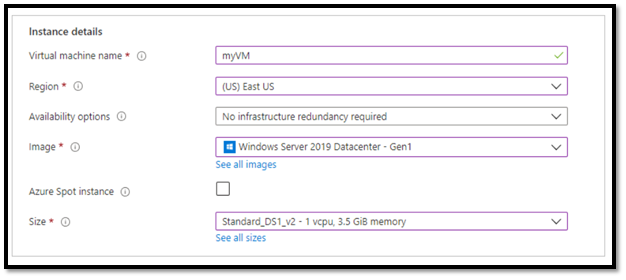 Instance details
Virtual machine name * myVM
Region * (US) East US
Availability options No infrastructure redundancy required
Image * Windows Server 2019 Datacenter - Gen1
See all images
Azure Spot instance
Size * Standard_DS1_v2 - 1 vcpu, 3.5 GiB memory
See all sizes